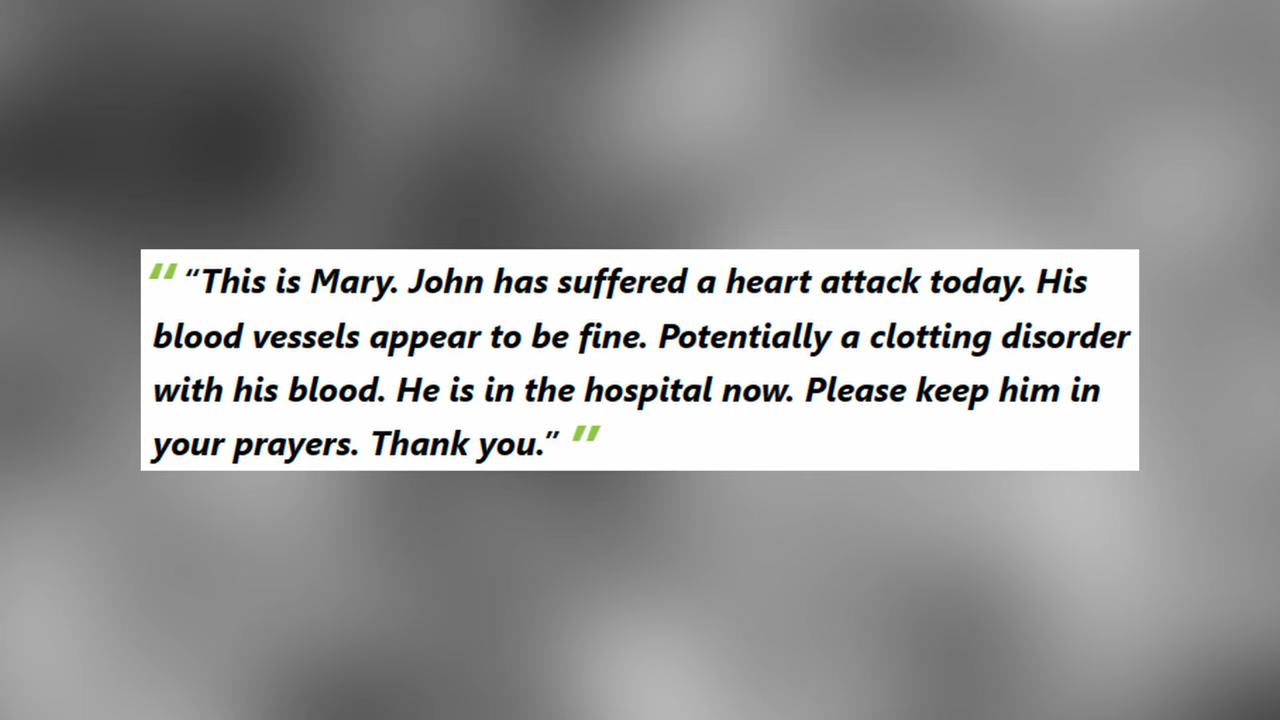 " “This is Mary. John has suffered a heart attack today. His
blood vessels appear to be fine. Potentially a clotting disorder
with his blood. He is in the hospital now. Please keep him in
your prayers. Thank you.” "